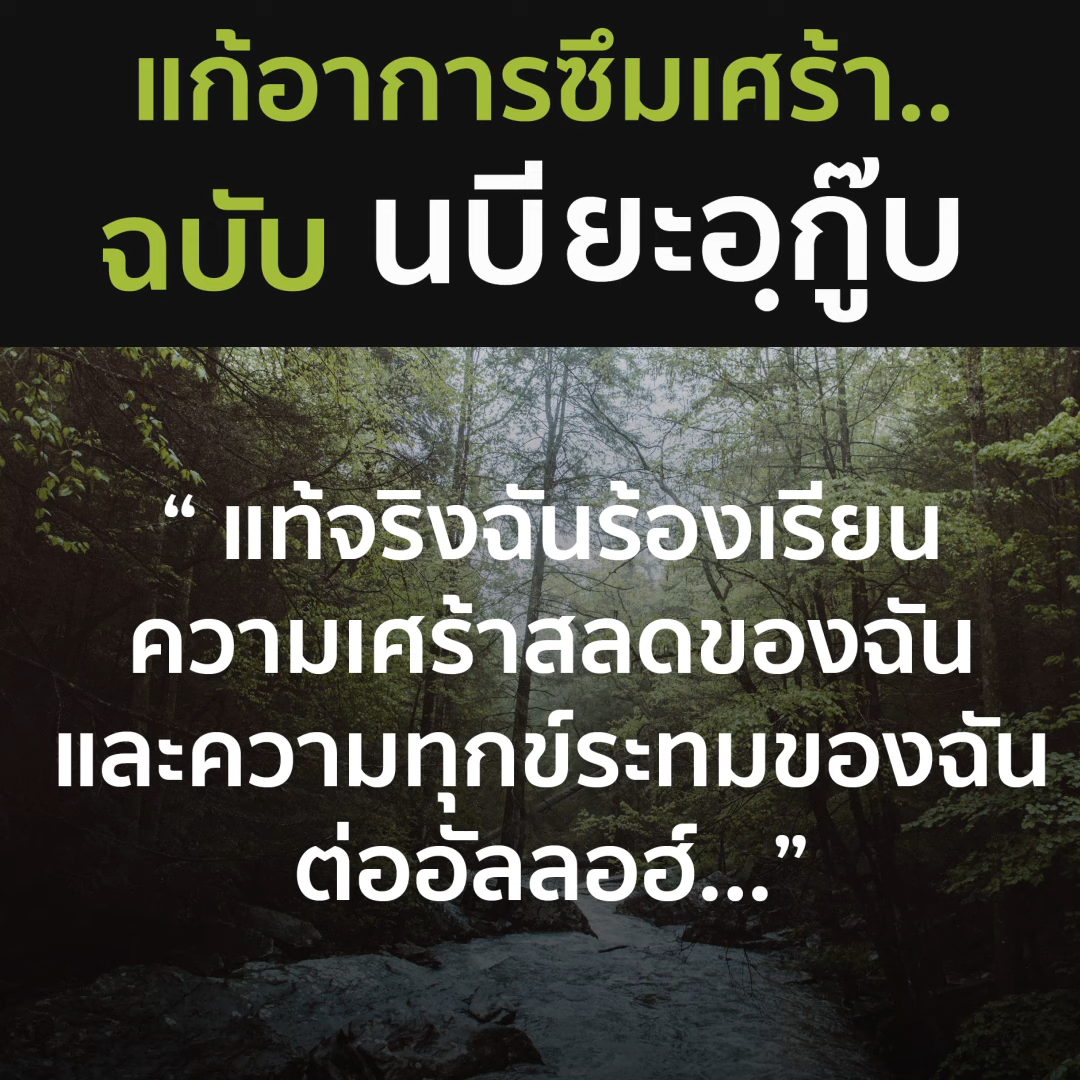 แก้อาการซึมเศร้า..
ฉบับ นบียะอฺกู๊บ
“ แท้จริงฉันร้องเรียน
ความเศร้าสลดของฉัน
และความทุกข์ระทมของฉัน
ต่ออัลลอฮ์...”